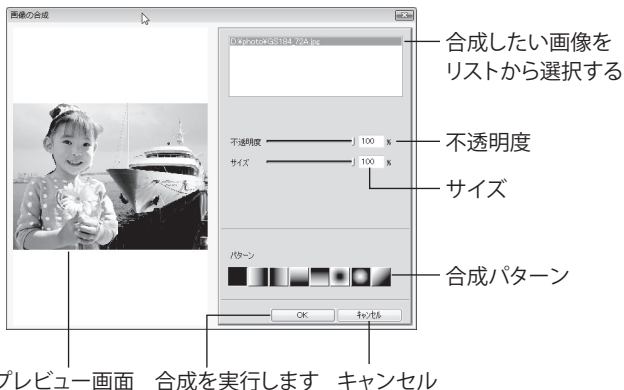 画像の合成
D:¥photo¥GS184_72A.jpg
合成したい画像を
リストから選択する
不透明度 100 %
不透明度
サイズ 100 %
サイズ
パターン
合成パターン
OK キャンセル
プレビュー画面 合成を実行します キャンセル